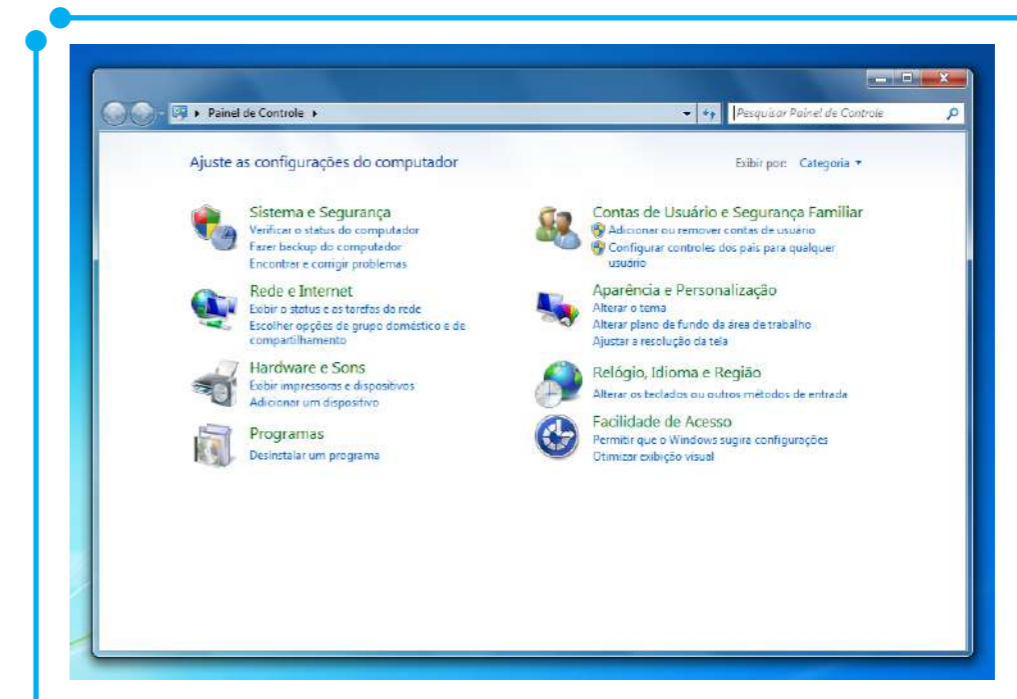 Painel de Controle
Pesquisar Painel de Controle
Ajuste as configurações do computador
Exibir por: Categoria
Sistema e Segurança
Verificar o status do computador
Fazer backup do computador
Encontrar e corrigir problemas
Rede e Internet
Exibir o status e as tarefas da rede
Escolher opções de grupo doméstico e de
compartilhamento
Hardware e Sons
Exibir impressoras e dispositivos
Adicionar um dispositivo
Programas
Desinstalar um programa
Contas de Usuário e Segurança Familiar
Adicionar ou remover contas de usuário
Configurar controles dos pais para qualquer
usuário
Aparência e Personalização
Alterar o tema
Alterar plano de fundo da área de trabalho
Ajustar a resolução da tela
Relógio, Idioma e Região
Alterar os teclados ou outros métodos de entrada
Facilidade de Acesso
Permitir que o Windows sugira configurações
Otimizar exibição visual